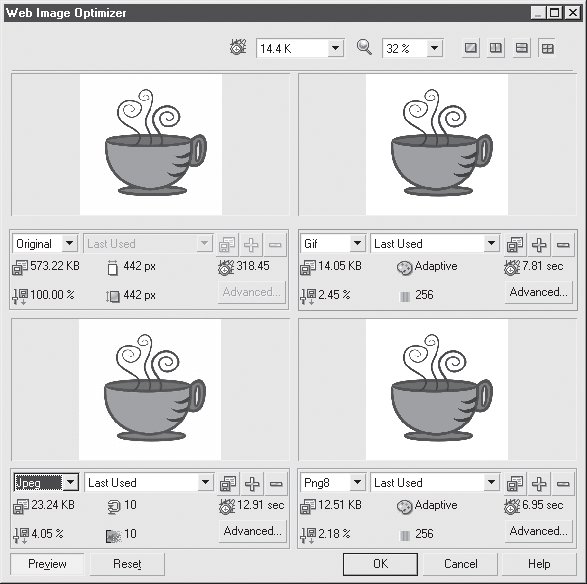 Web Image Optimizer
14.4 K 32 %
Original Last Used
573.22 KB 442 px 318.45
100.00 % 442 px Advanced...
Gif Last Used
14.05 KB Adaptive 7.81 sec
2.45 % 256 Advanced...
Jpeg Last Used
23.24 KB 10 12.91 sec
4.05 % 10 Advanced...
Png8 Last Used
12.51 KB Adaptive 6.95 sec
2.18 % 256 Advanced...
Preview Reset OK Cancel Help